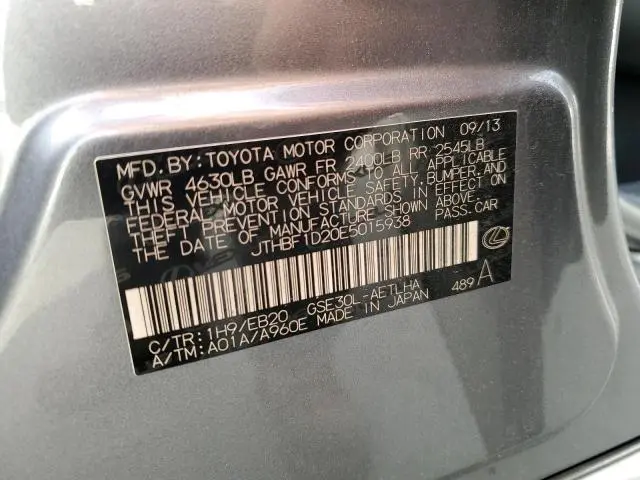 MFD. BY: TOYOTA MOTOR CORPORATION 09/13
GVWR 4630LB GAWR FR 2400LB RR 2545LB
THIS VEHICLE CONFORMS TO ALL APPLICABLE
FEDERAL MOTOR VEHICLE SAFETY, BUMPER, AND
THEFT PREVENTION STANDARDS IN EFFECT ON
THE DATE OF MANUFACTURE SHOWN ABOVE.
JTHBF1D20E5015938 PASS. CAR
C/TR: 1H9/EB20 GSE30L-AETLHA 489 A
A/TM: A01A/A960E MADE IN JAPAN